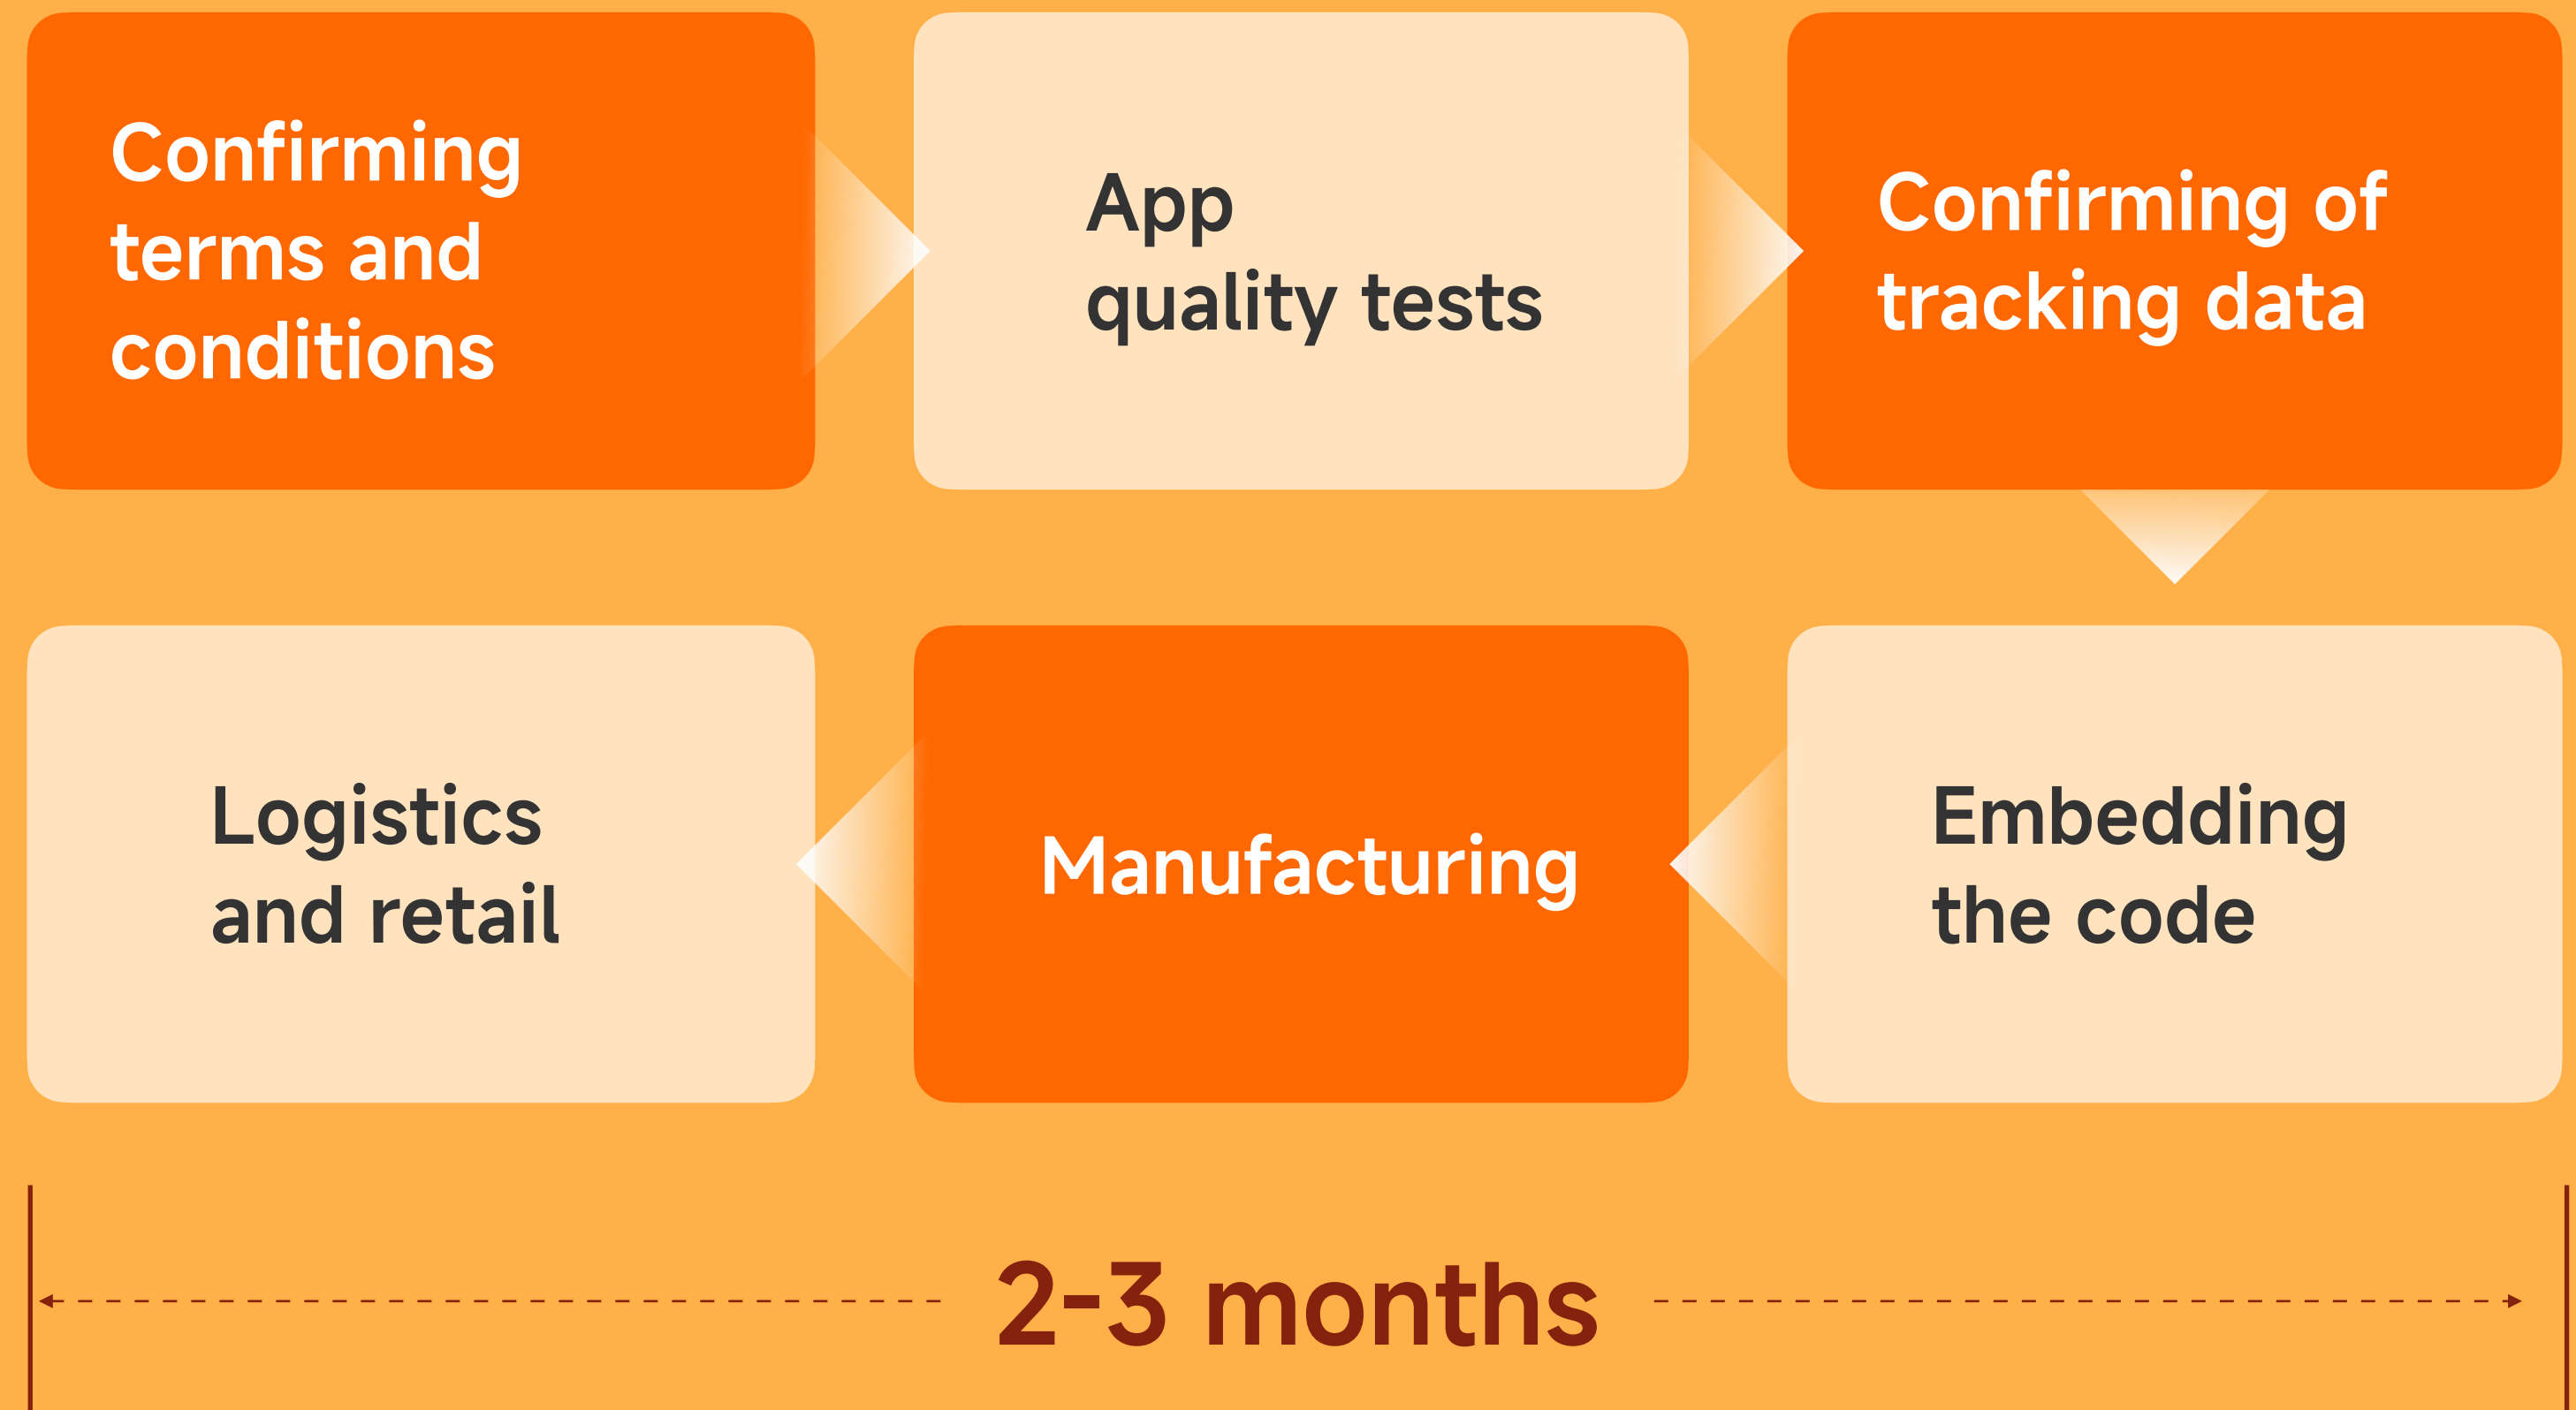 Confirming
terms and
conditions
App
quality tests
Confirming of
tracking data
Logistics
and retail
Manufacturing
Embedding
the code
2-3 months